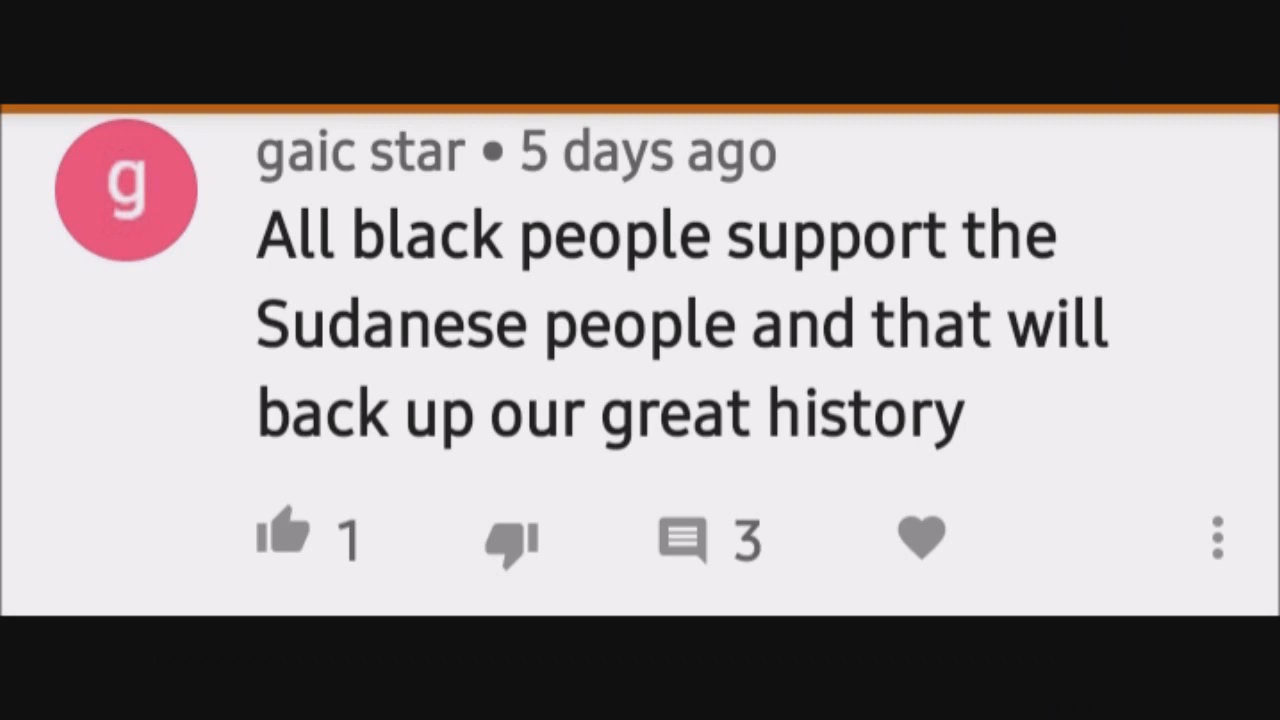 g
gaic star • 5 days ago
All black people support the
Sudanese people and that will
back up our great history
1 3